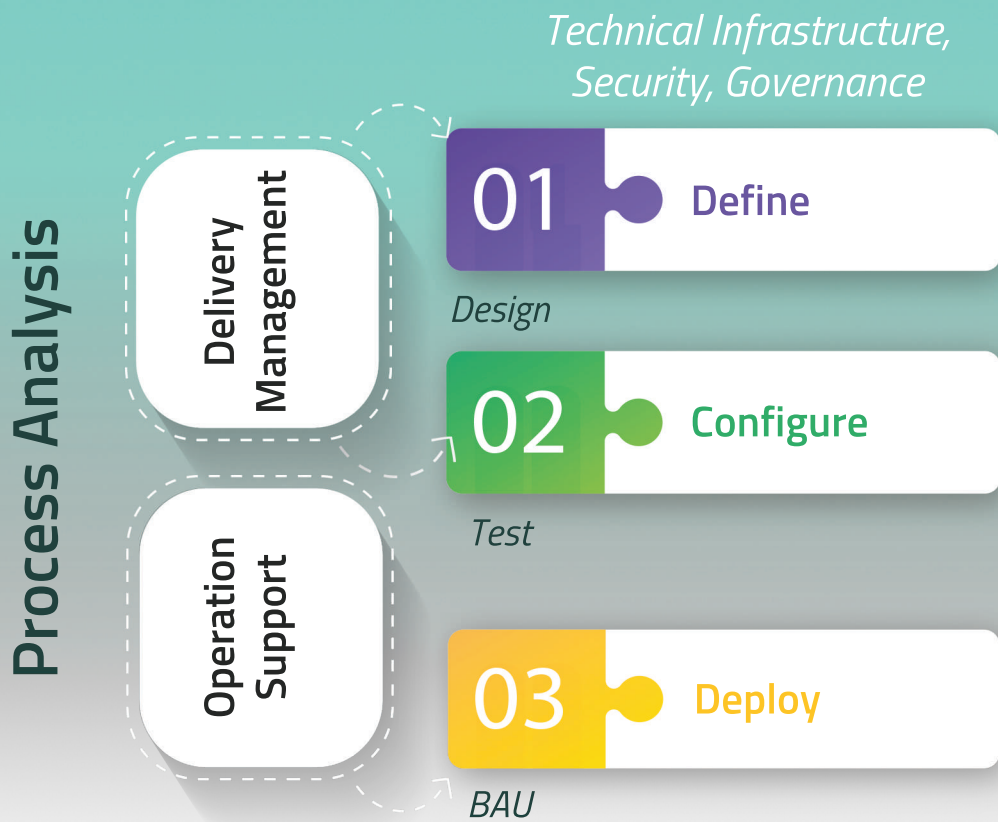 Process Analysis
Delivery
Management
Operation
Support
Technical Infrastructure,
Security, Governance
01
Define
Design
02
Configure
Test
03
Deploy
BAU